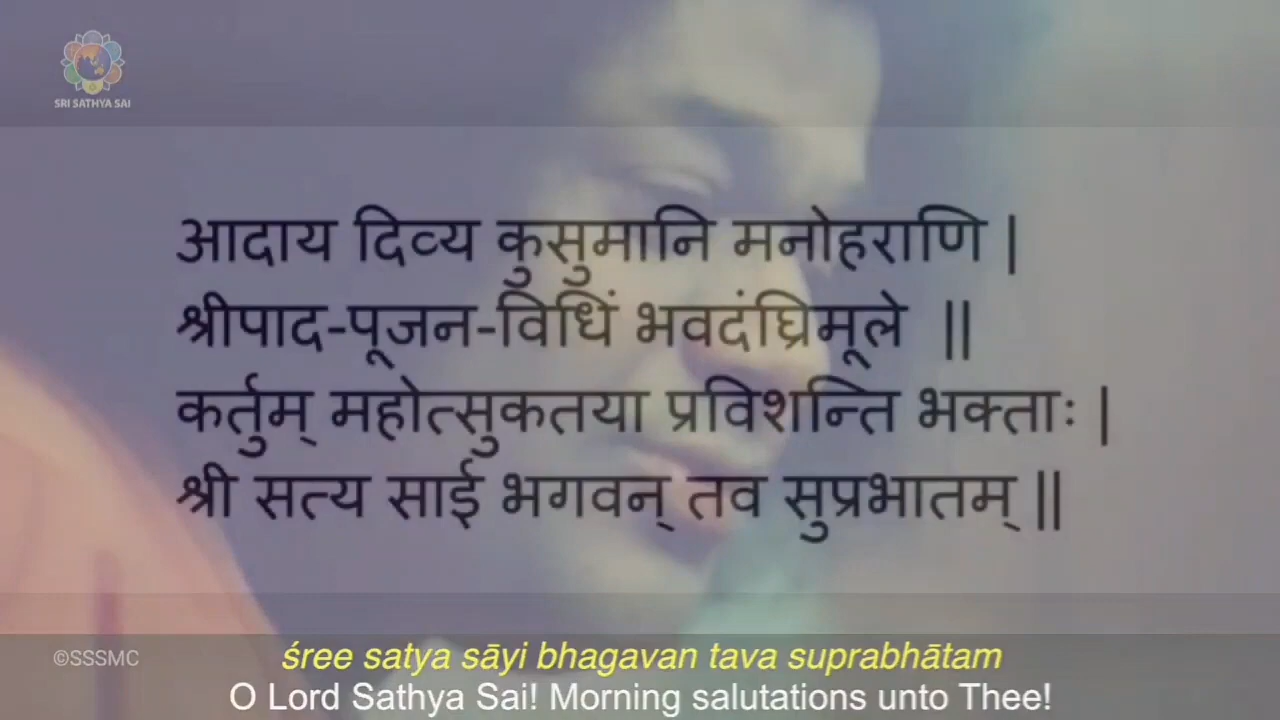 SRI SATHYA SAI
आदाय दिव्य कुसुमानि मनोहराणि |
श्रीपाद-पूजन-विधिं भवदंघ्रिमूले ||
कर्तुम् महोत्सुकतया प्रविशन्ति भक्ताः |
श्री सत्य साई भगवन् तव सुप्रभातम् ||
©SSSMC
śree satya sāyi bhagavan tava suprabhātam
O Lord Sathya Sai! Morning salutations unto Thee!